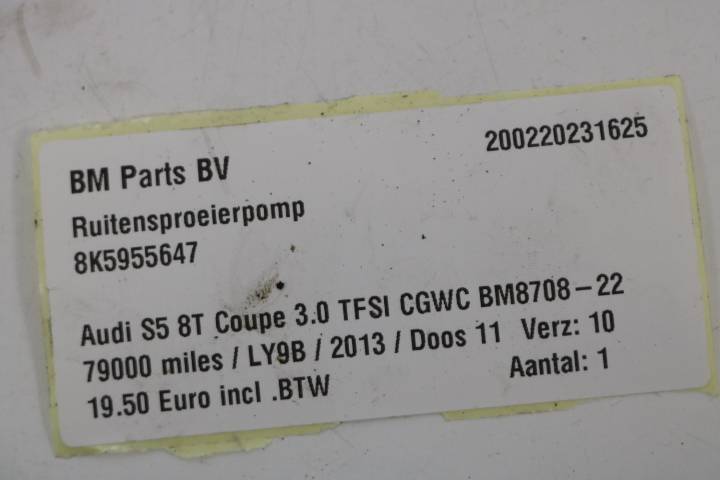 BM Parts BV
200220231625
Ruitensproeierpomp
8K5955647
Audi S5 8T Coupe 3.0 TFSI CGWC BM8708-22
79000 miles / LY9B / 2013 / Doos 11 Verz: 10
19.50 Euro incl .BTW
Aantal: 1